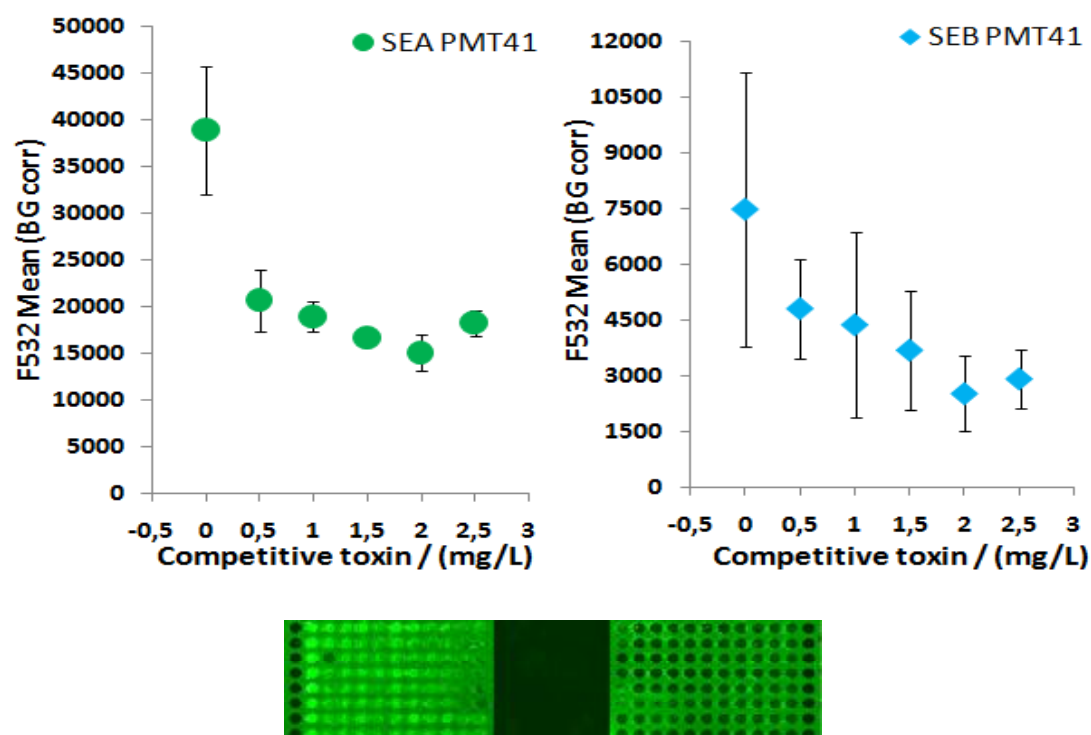 SEA PMT41
F532 Mean (BG corr)
50000
45000
40000
35000
30000
25000
20000
15000
10000
5000
0
-0,5 0 0,5 1 1,5 2 2,5 3
Competitive toxin / (mg/L)
SEB PMT41
F532 Mean (BG corr)
12000
10500
9000
7500
6000
4500
3000
1500
0
-0,5 0 0,5 1 1,5 2 2,5 3
Competitive toxin / (mg/L)